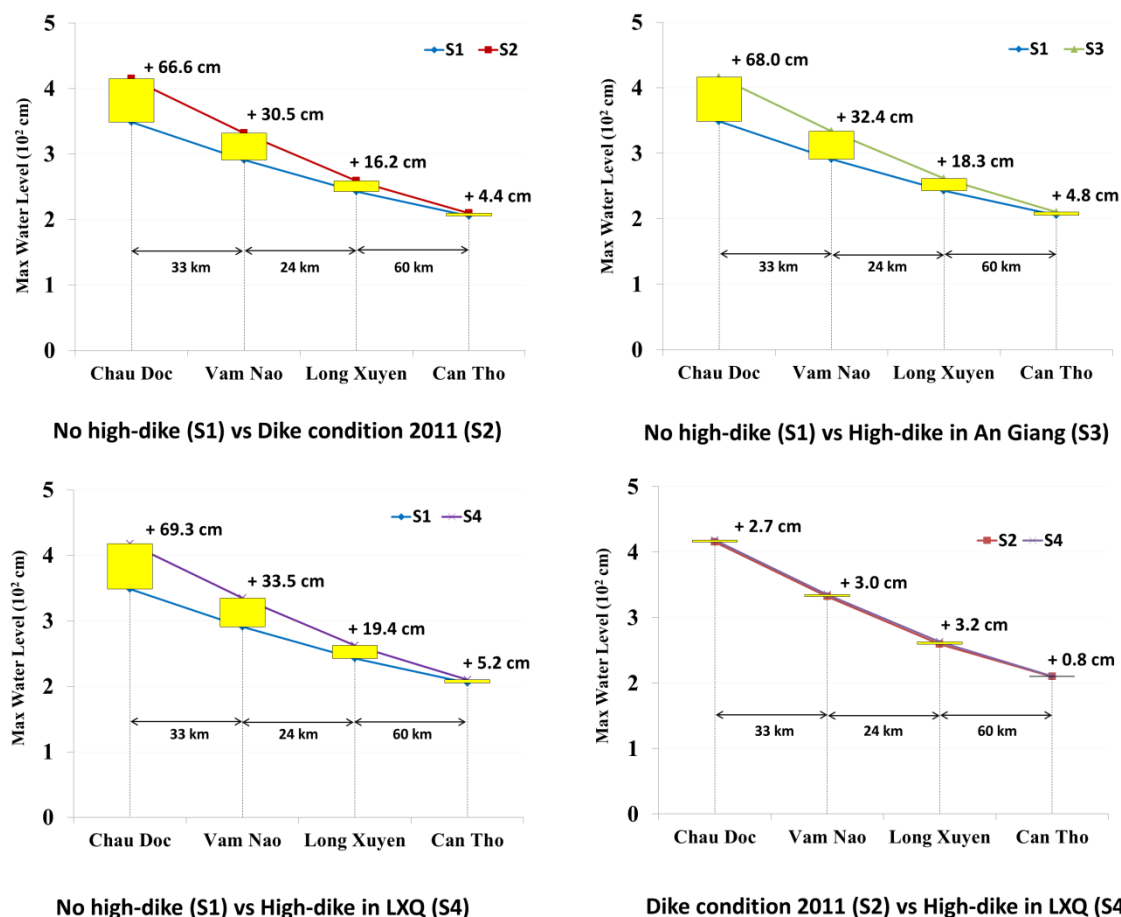 5
4
3
2
1
0
Max Water Level (10² cm)
S1 S2
+ 66.6 cm
+ 30.5 cm
+ 16.2 cm
+ 4.4 cm
33 km 24 km 60 km
Chau Doc Vam Nao Long Xuyen Can Tho
No high-dike (S1) vs Dike condition 2011 (S2)
5
4
3
2
1
0
Max Water Level (10² cm)
S1 S3
+ 68.0 cm
+ 32.4 cm
+ 18.3 cm
+ 4.8 cm
33 km 24 km 60 km
Chau Doc Vam Nao Long Xuyen Can Tho
No high-dike (S1) vs High-dike in An Giang (S3)
5
4
3
2
1
0
Max Water Level (10² cm)
S1 S4
+ 69.3 cm
+ 33.5 cm
+ 19.4 cm
+ 5.2 cm
33 km 24 km 60 km
Chau Doc Vam Nao Long Xuyen Can Tho
No high-dike (S1) vs High-dike in LXQ (S4)
5
4
3
2
1
0
Max Water Level (10² cm)
S2 S4
+ 2.7 cm
+ 3.0 cm
+ 3.2 cm
+ 0.8 cm
33 km 24 km 60 km
Chau Doc Vam Nao Long Xuyen Can Tho
Dike condition 2011 (S2) vs High-dike in LXQ (S4